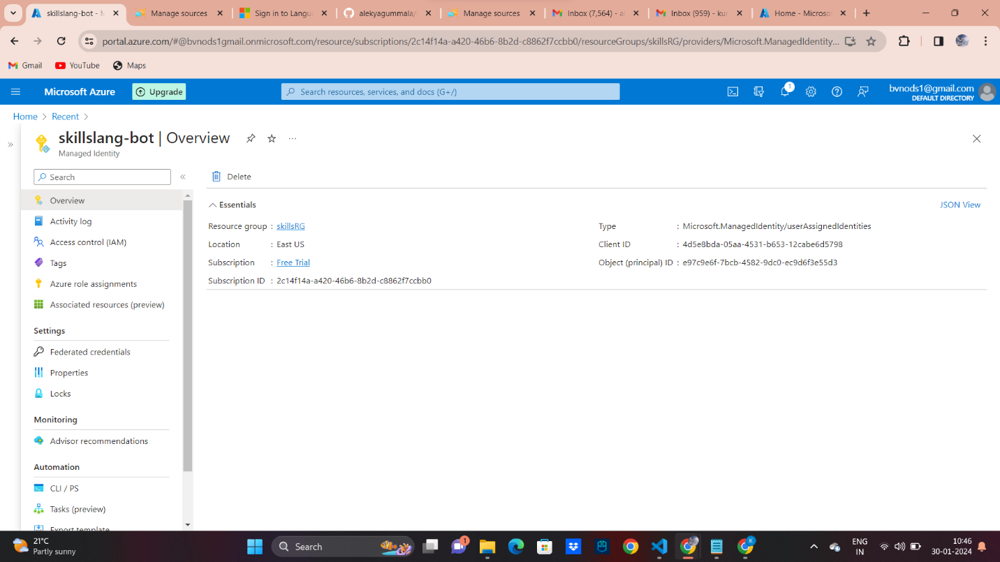 skillslang-bot - M
Manage sources
Sign in to Langu
alekyagummala/
Manage sources
Inbox (7,564) - a
Inbox (959) - kur
Home - Microso
portal.azure.com/#@bvnods1gmail.onmicrosoft.com/resource/subscriptions/2c14f14a-a420-46b6-8b2d-c8862f7ccbb0/resourceGroups/skillsRG/providers/Microsoft.ManagedIdentity...
Gmail
YouTube
Maps
Microsoft Azure
Upgrade
Search resources, services, and docs (G+/)
1
bvnods1@gmail.com
DEFAULT DIRECTORY
Home > Recent >
skillslang-bot | Overview
Managed Identity
Search
Delete
Overview
Activity log
Access control (IAM)
Tags
Azure role assignments
Associated resources (preview)
Settings
Federated credentials
Properties
Locks
Monitoring
Advisor recommendations
Automation
CLI / PS
Tasks (preview)
Export template
Essentials
JSON View
Resource group : skillsRG
Location : East US
Subscription : Free Trial
Subscription ID : 2c14f14a-a420-46b6-8b2d-c8862f7ccbb0
Type : Microsoft.ManagedIdentity/userAssignedIdentities
Client ID : 4d5e8bda-05aa-4531-b653-12cabe6d5798
Object (principal) ID : e97c9e6f-7bcb-4582-9dc0-ec9d6f3e55d3
21°C
Partly sunny
Search
1
K
ENG
IN
10:46
30-01-2024